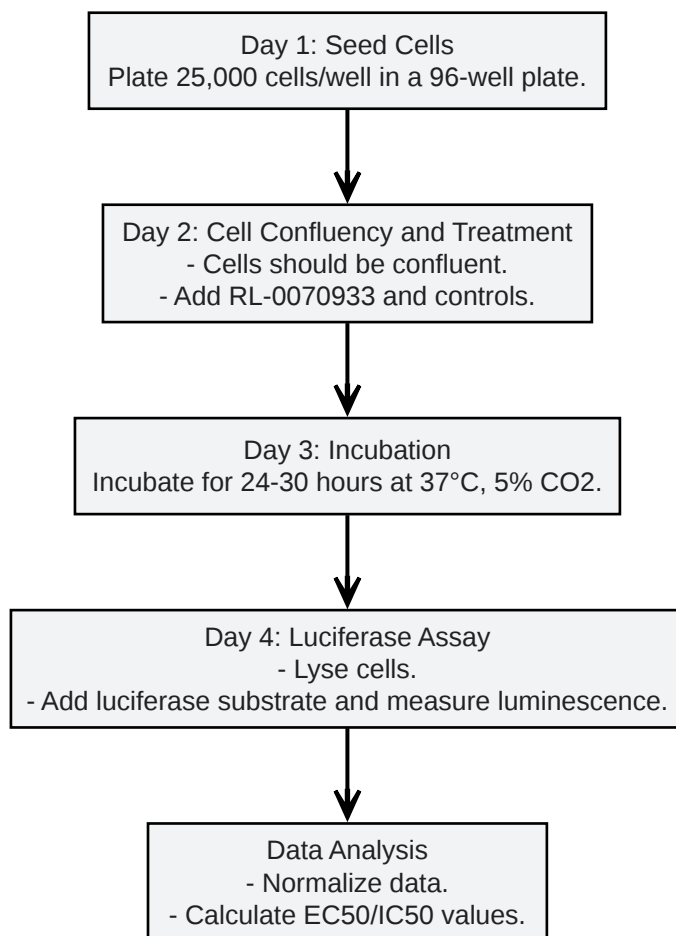 Day 1: Seed Cells
Plate 25,000 cells/well in a 96-well plate.
Day 2: Cell Confluency and Treatment
- Cells should be confluent.
- Add RL-0070933 and controls.
Day 3: Incubation
Incubate for 24-30 hours at 37°C, 5% CO2.
Day 4: Luciferase Assay
- Lyse cells.
- Add luciferase substrate and measure luminescence.
Data Analysis
- Normalize data.
- Calculate EC50/IC50 values.